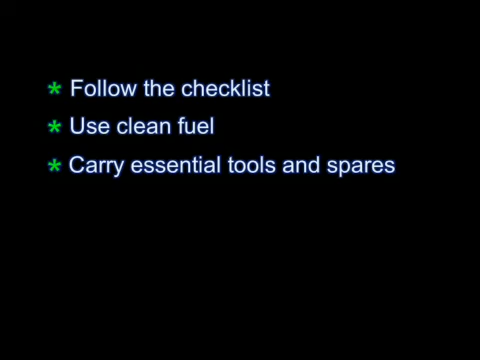 * Follow the checklist
* Use clean fuel
* Carry essential tools and spares